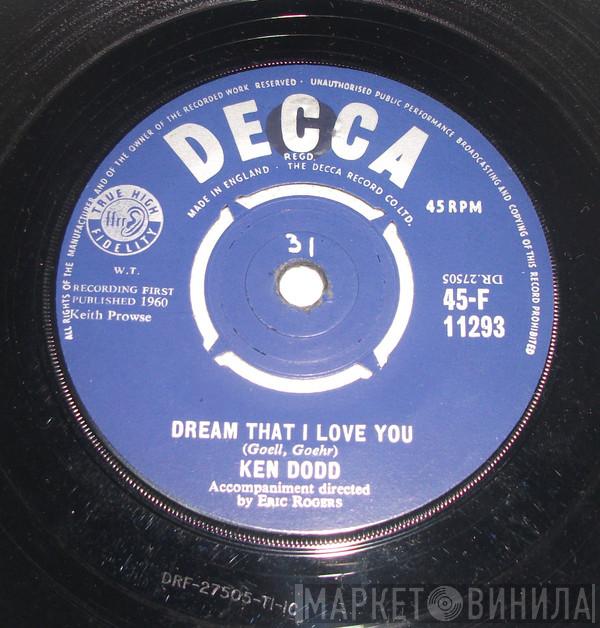 ALL RIGHTS OF THE MANUFACTURER AND OF THE OWNER OF THE RECORDED WORK RESERVED · UNAUTHORISED PUBLIC PERFORMANCE BROADCASTING AND COPYING OF THIS RECORD PROHIBITED
DECCA
REGD.
MADE IN ENGLAND · THE DECCA RECORD CO. LTD.
TRUE HIGH
ffrr
FIDELITY
45 RPM
31
W.T.
RECORDING FIRST
PUBLISHED 1960
Keith Prowse
DR.27505
45-F
11293
DREAM THAT I LOVE YOU
(Goell, Goehr)
KEN DODD
Accompaniment directed
by ERIC ROGERS
DRF-27505-T1-1C
МАРКЕТ ВИНИЛА